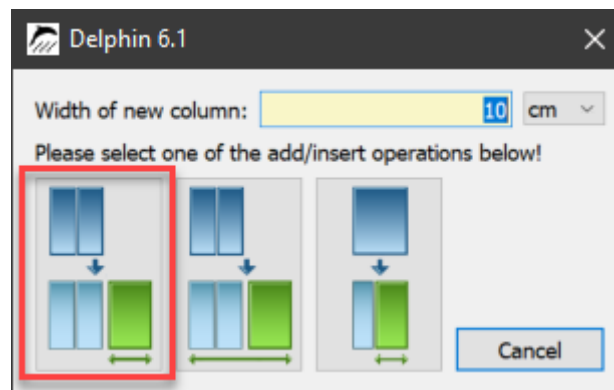 Delphin 6.1
Width of new column: 10 cm
Please select one of the add/insert operations below!
Cancel